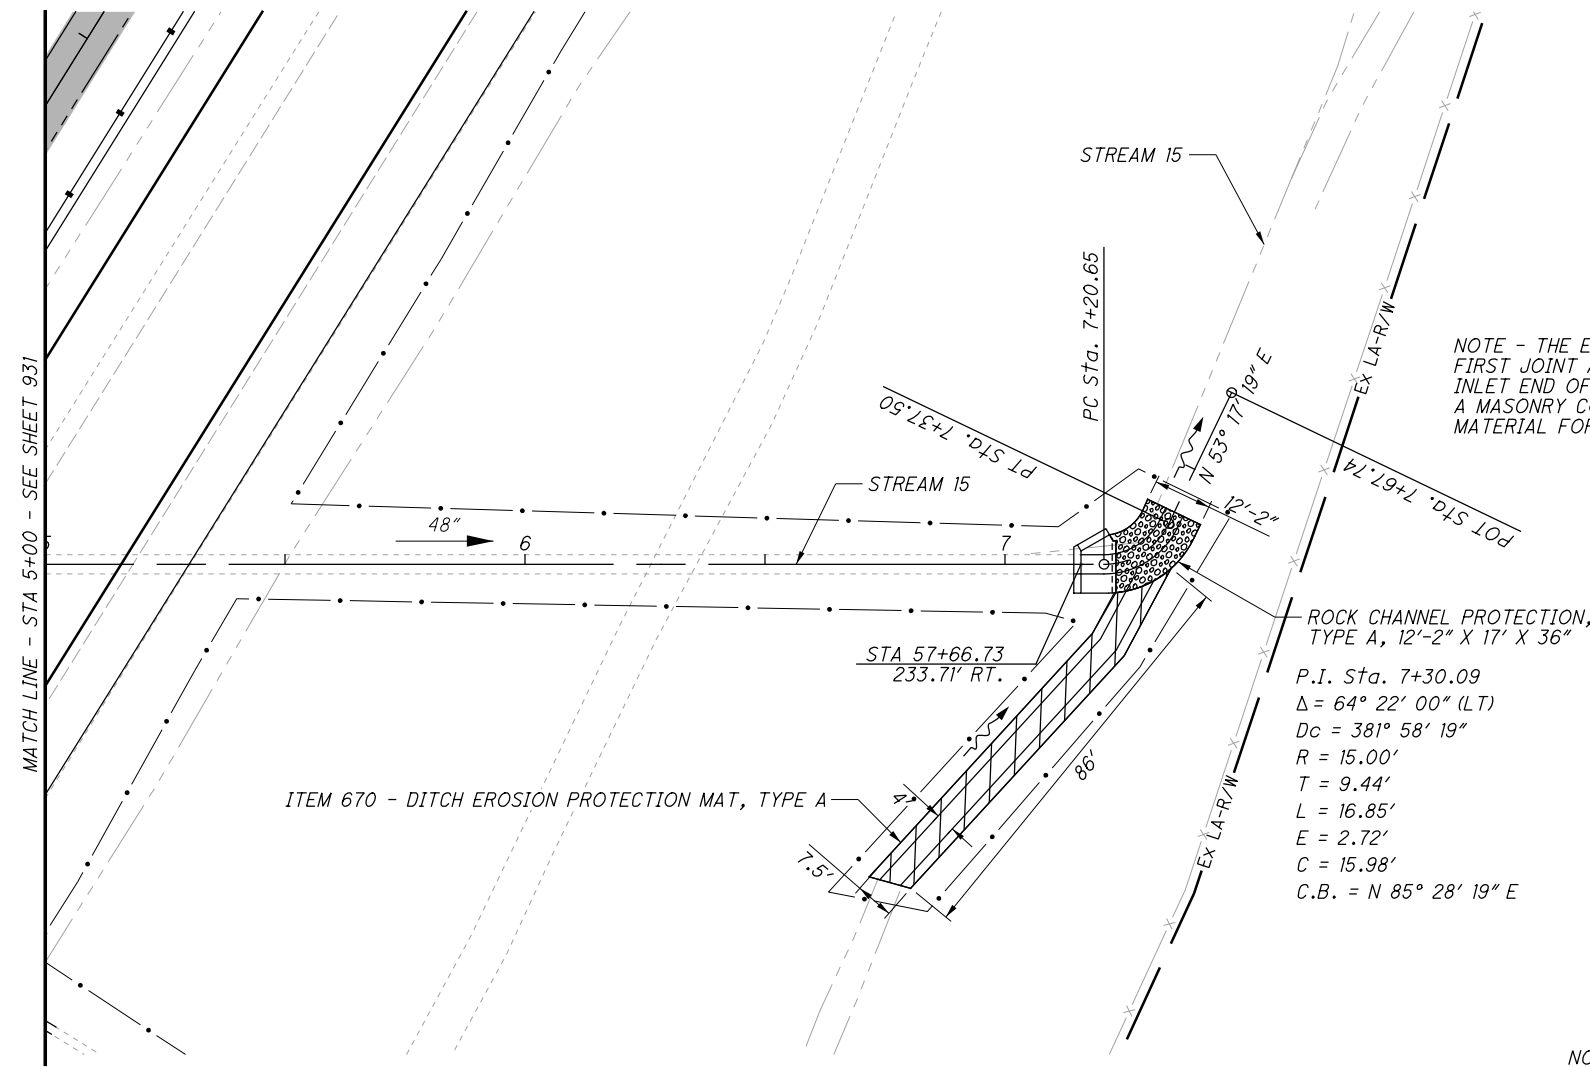 MATCH LINE - STA 5+00 - SEE SHEET 931
STREAM 15
PC Sta. 7+20.65
PT Sta. 7+37.50
N 53° 17' 19" E
Ex LA-R/W
NOTE - THE E
FIRST JOINT
INLET END OF
A MASONRY
MATERIAL FOR
POT Sta. 7+67.74
STREAM 15
48"
6
7
12'-2"
ROCK CHANNEL PROTECTION,
TYPE A, 12'-2" X 17' X 36"
STA 57+66.73
233.71' RT.
P.I. Sta. 7+30.09
Δ = 64° 22' 00" (LT)
Dc = 381° 58' 19"
R = 15.00'
T = 9.44'
L = 16.85'
E = 2.72'
C = 15.98'
C.B. = N 85° 28' 19" E
86'
ITEM 670 - DITCH EROSION PROTECTION MAT, TYPE A
4'
7.5'
Ex LA-R/W
NO